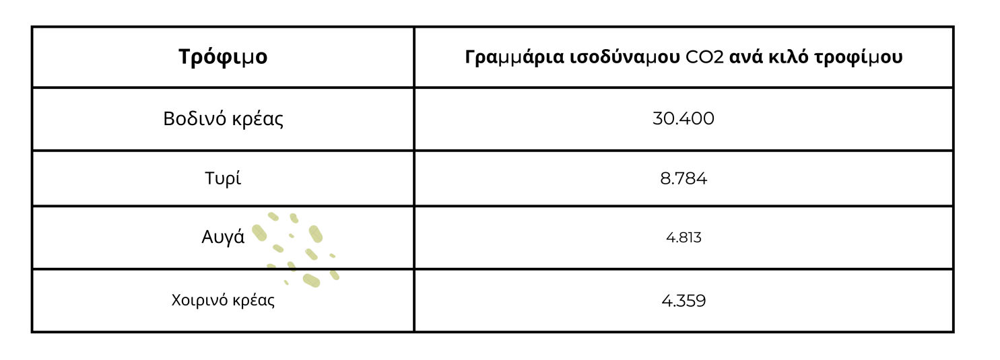 Τρόφιμο
Γραμμάρια ισοδύναμου CO2 ανά κιλό τροφίμου
Βοδινό κρέας
30.400
Τυρί
8.784
Αυγά
4.813
Χοιρινό κρέας
4.359